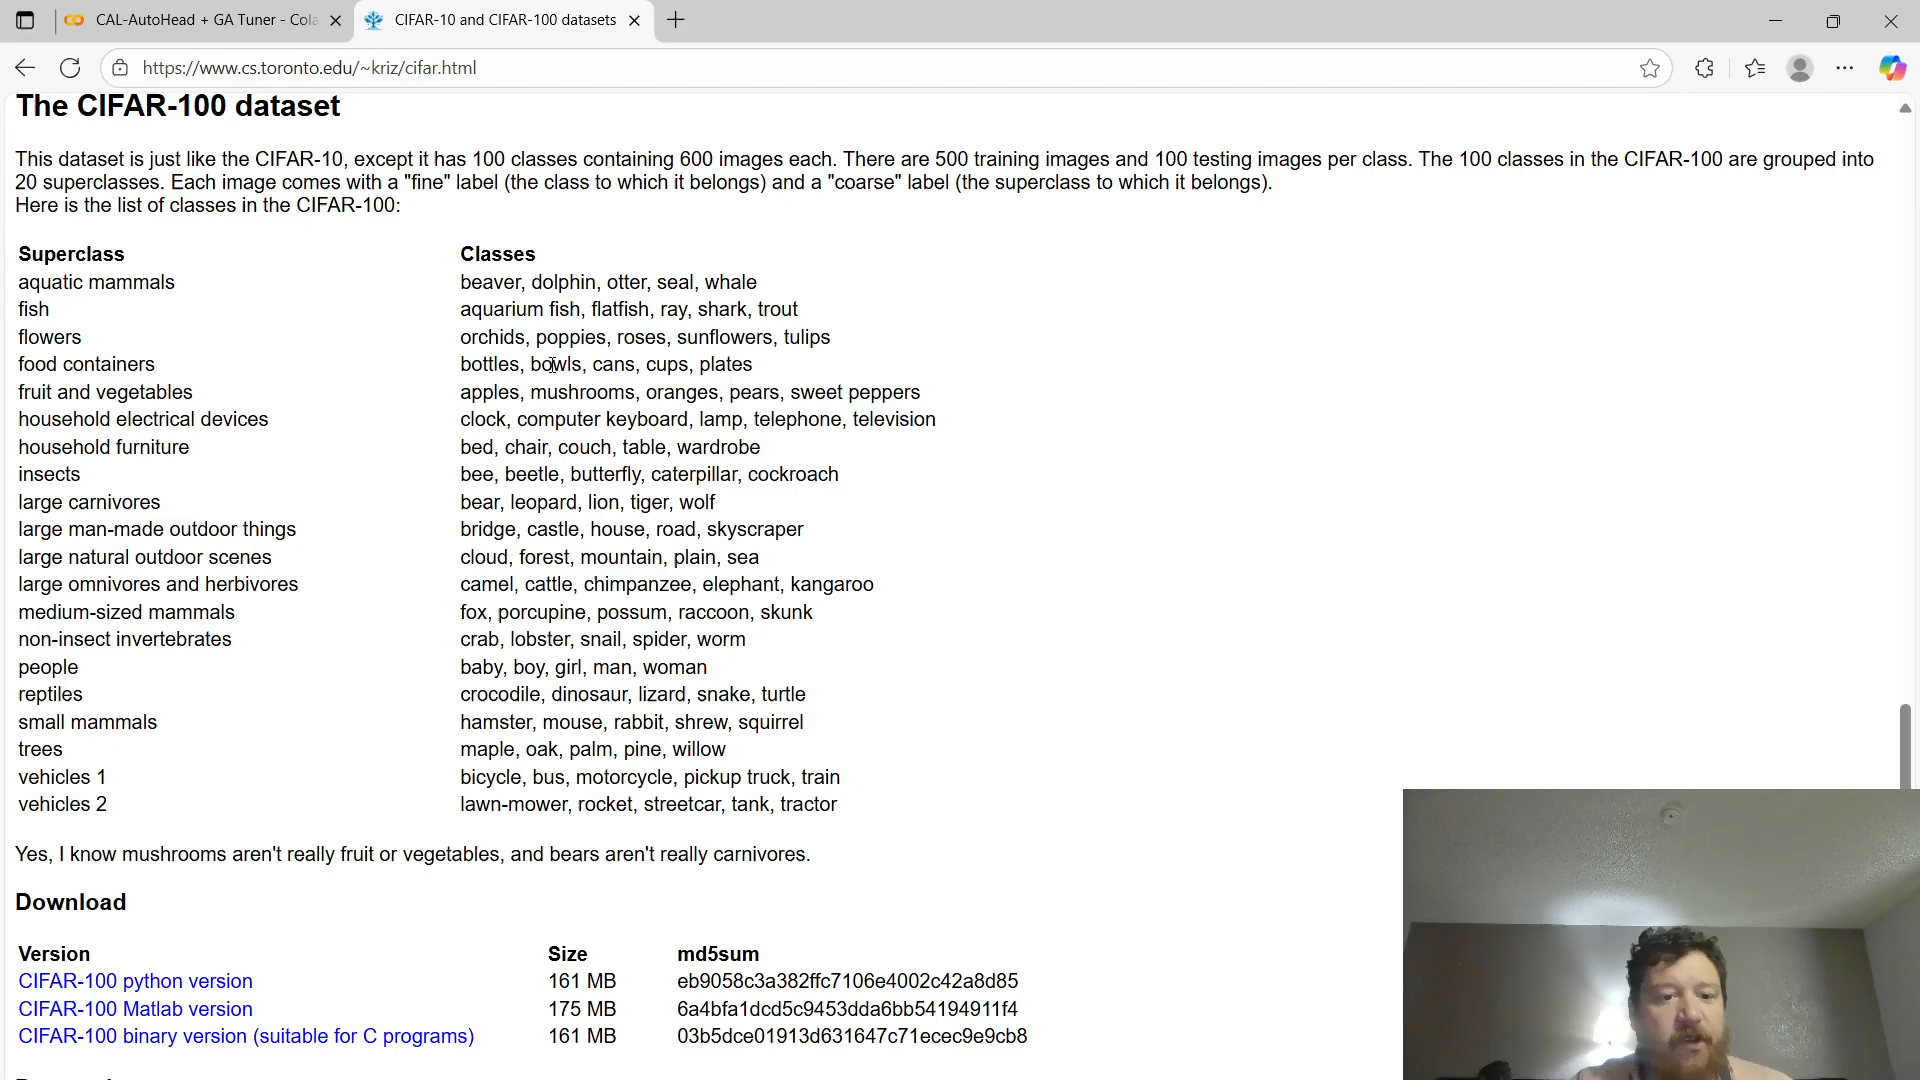 CAL-AutoHead + GA Tuner - Cola
CIFAR-10 and CIFAR-100 datasets
https://www.cs.toronto.edu/~kriz/cifar.html
The CIFAR-100 dataset
This dataset is just like the CIFAR-10, except it has 100 classes containing 600 images each. There are 500 training images and 100 testing images per class. The 100 classes in the CIFAR-100 are grouped into
20 superclasses. Each image comes with a "fine" label (the class to which it belongs) and a "coarse" label (the superclass to which it belongs).
Here is the list of classes in the CIFAR-100:
Superclass Classes
aquatic mammals beaver, dolphin, otter, seal, whale
fish aquarium fish, flatfish, ray, shark, trout
flowers orchids, poppies, roses, sunflowers, tulips
food containers bottles, bowls, cans, cups, plates
fruit and vegetables apples, mushrooms, oranges, pears, sweet peppers
household electrical devices clock, computer keyboard, lamp, telephone, television
household furniture bed, chair, couch, table, wardrobe
insects bee, beetle, butterfly, caterpillar, cockroach
large carnivores bear, leopard, lion, tiger, wolf
large man-made outdoor things bridge, castle, house, road, skyscraper
large natural outdoor scenes cloud, forest, mountain, plain, sea
large omnivores and herbivores camel, cattle, chimpanzee, elephant, kangaroo
medium-sized mammals fox, porcupine, possum, raccoon, skunk
non-insect invertebrates crab, lobster, snail, spider, worm
people baby, boy, girl, man, woman
reptiles crocodile, dinosaur, lizard, snake, turtle
small mammals hamster, mouse, rabbit, shrew, squirrel
trees maple, oak, palm, pine, willow
vehicles 1 bicycle, bus, motorcycle, pickup truck, train
vehicles 2 lawn-mower, rocket, streetcar, tank, tractor
Yes, I know mushrooms aren't really fruit or vegetables, and bears aren't really carnivores.
Download
Version Size md5sum
CIFAR-100 python version 161 MB eb9058c3a382ffc7106e4002c42a8d85
CIFAR-100 Matlab version 175 MB 6a4bfa1dcd5c9453dda6bb54194911f4
CIFAR-100 binary version (suitable for C programs) 161 MB 03b5dce01913d631647c71ecec9e9cb8